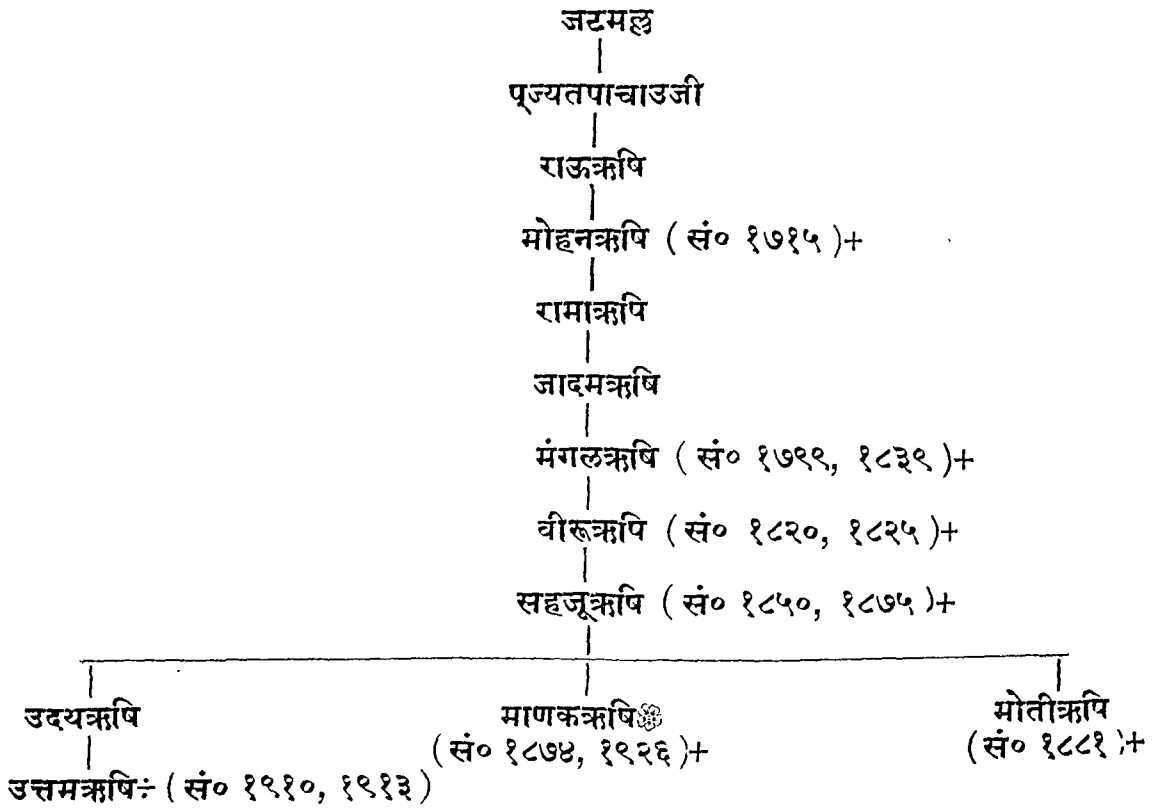 जटमल्ल
पूज्यतपाचाउजी
राऊऋषि
मोहनऋषि ( सं० १७१५ )+
रामाऋषि
जादमऋषि
मंगलऋषि ( सं० १७९९, १८३९ )+
वीरूऋषि ( सं० १८२०, १८२५ )+
सहजूऋषि ( सं० १८५०, १८७५ )+
उदयऋषि माणकऋषि❀ मोतीऋषि
( सं० १८७४, १९२६ )+ ( सं० १८८१ )+
उत्तमऋषि÷ ( सं० १९१०, १९१३ )